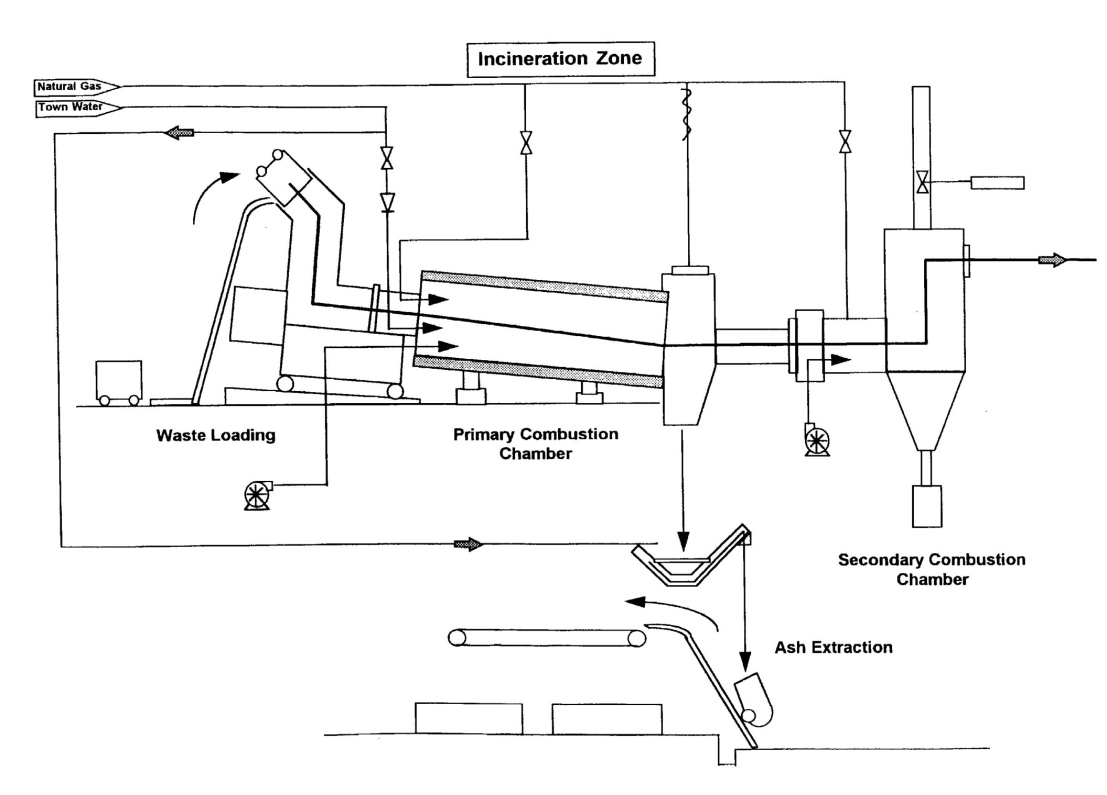 Incineration Zone
Natural Gas
Town Water
Waste Loading
Primary Combustion
Chamber
Secondary Combustion
Chamber
Ash Extraction